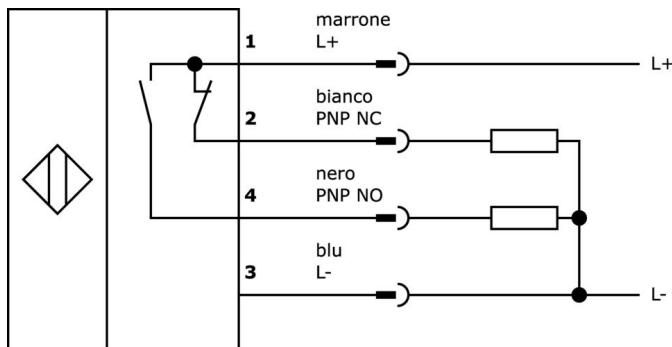 marrone
1 L+ L+
bianco
2 PNP NC
nero
4 PNP NO
blu
3 L- L-